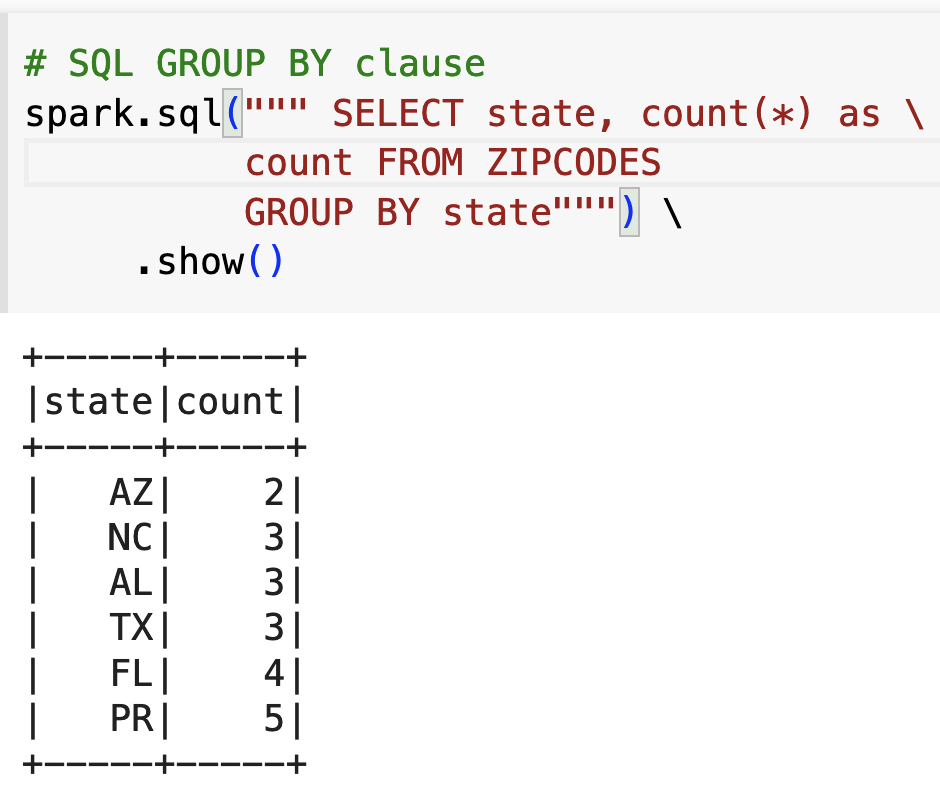 # SQL GROUP BY clause
spark.sql(""" SELECT state, count(*) as \
          count FROM ZIPCODES
          GROUP BY state""") \
     .show()
+-----+-----+
|state|count|
+-----+-----+
|   AZ|    2|
|   NC|    3|
|   AL|    3|
|   TX|    3|
|   FL|    4|
|   PR|    5|
+-----+-----+